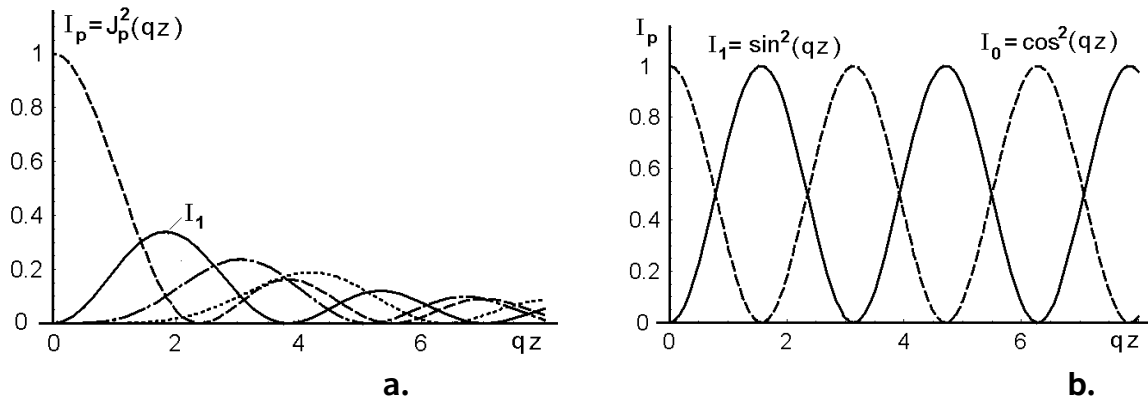 I_p = J_p^2(qz)
1
0.8
0.6
0.4
0.2
0
I_1
0
2
4
6
qz
a.
I_p
I_1 = sin^2(qz)
I_0 = cos^2(qz)
1
0.8
0.6
0.4
0.2
0
0
2
4
6
qz
b.